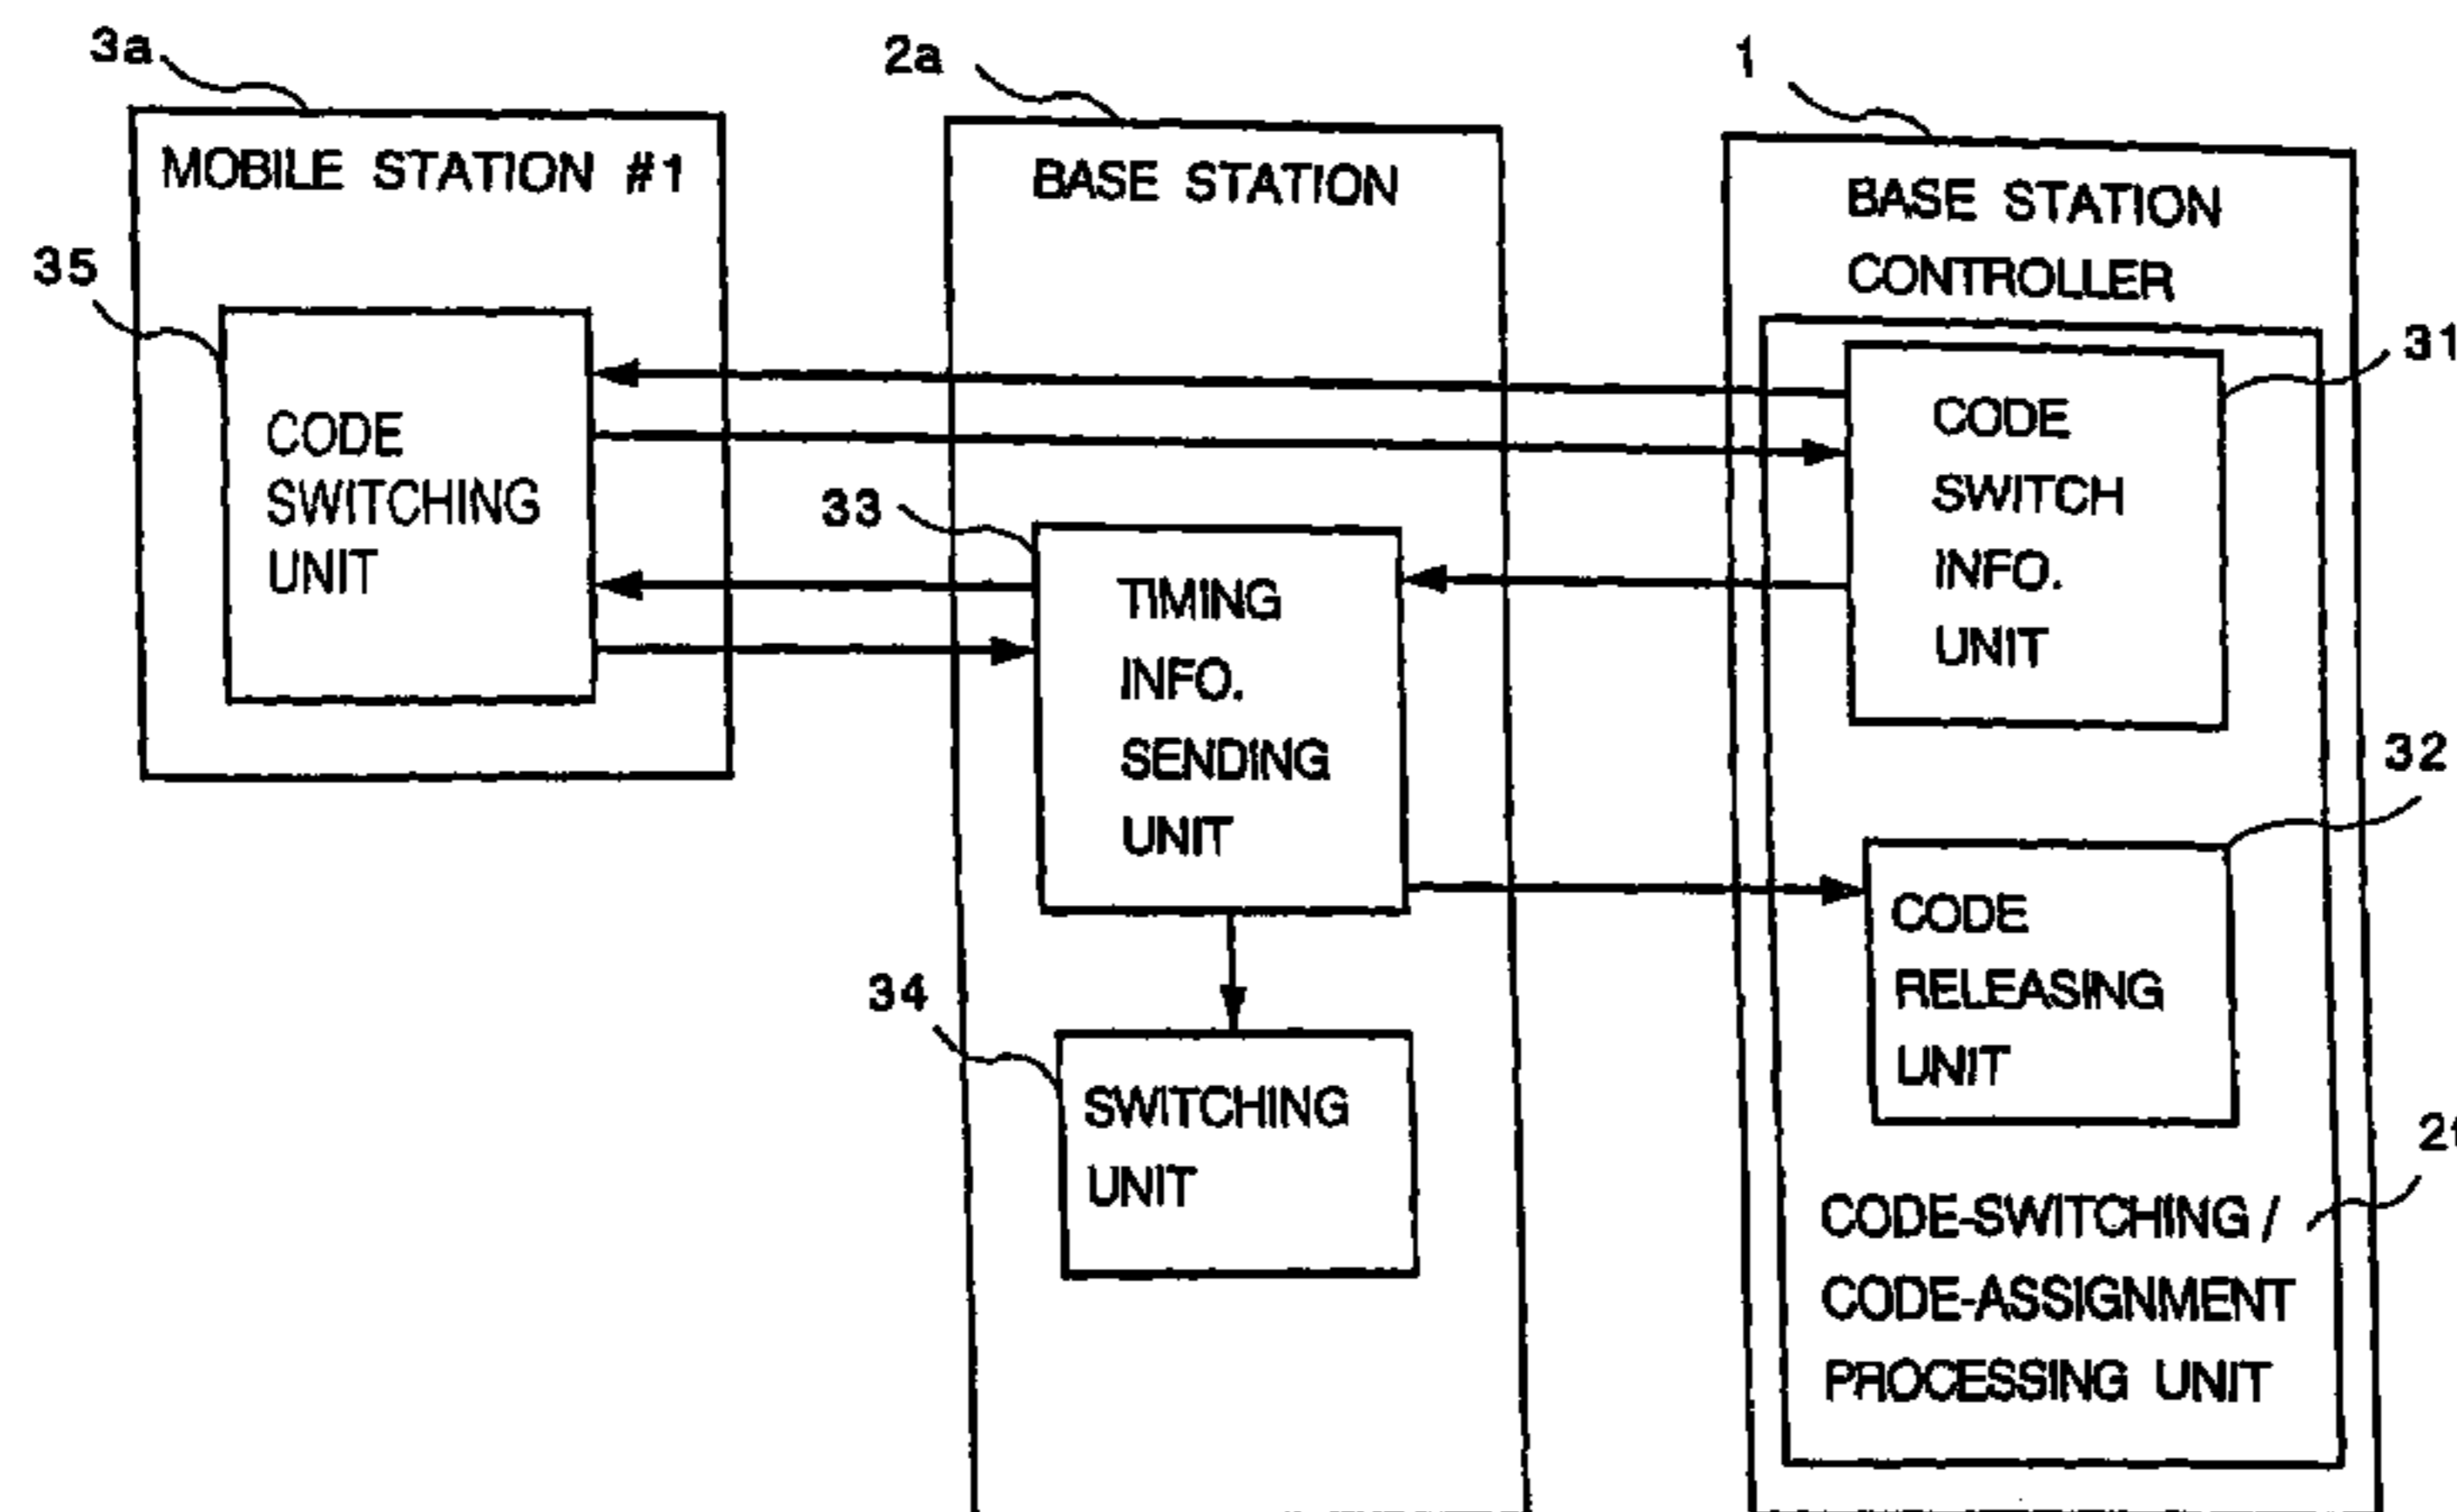 3a
2a
1
MOBILE STATION #1
BASE STATION
BASE STATION
CONTROLLER
35
31
CODE
SWITCHING
UNIT
CODE
SWITCH
INFO.
UNIT
33
TIMING
INFO.
SENDING
UNIT
32
CODE
RELEASING
UNIT
34
SWITCHING
UNIT
CODE-SWITCHING /
CODE-ASSIGNMENT
PROCESSING UNIT